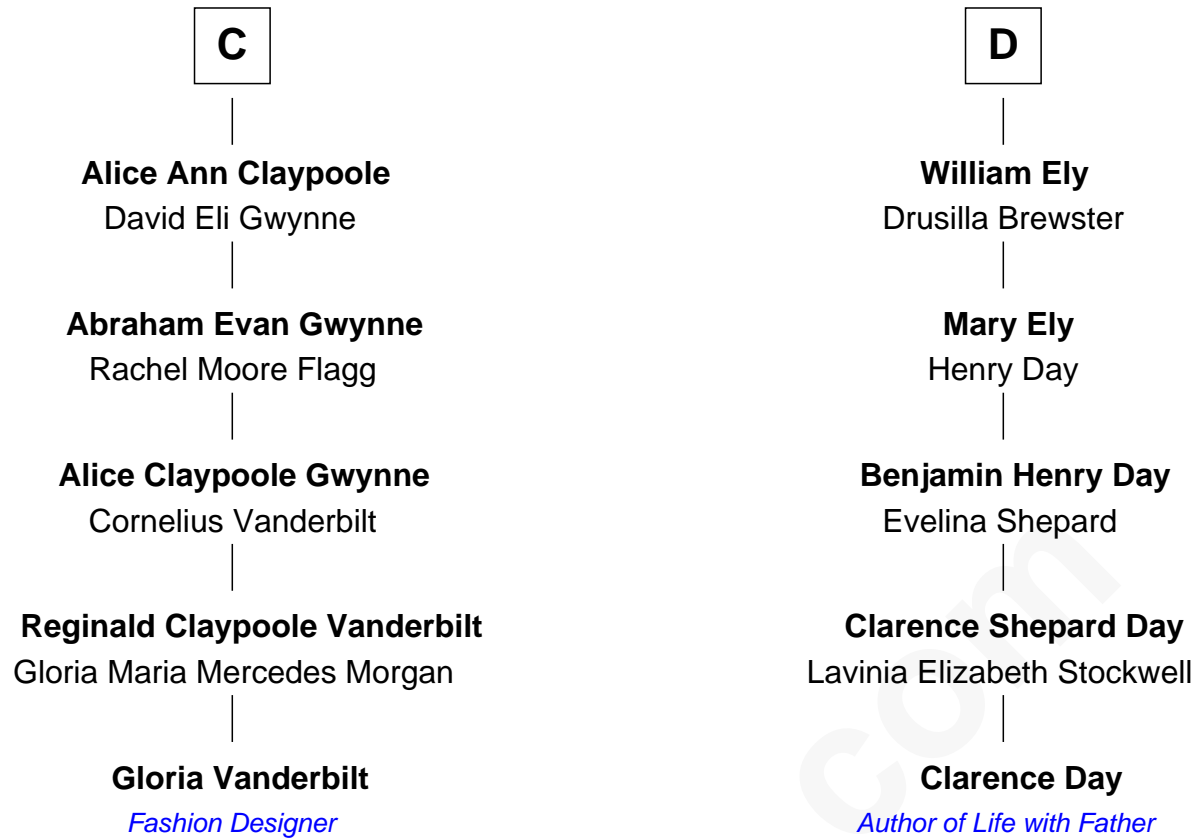 C
Alice Ann Claypoole
David Eli Gwynne
Abraham Evan Gwynne
Rachel Moore Flagg
Alice Claypoole Gwynne
Cornelius Vanderbilt
Reginald Claypoole Vanderbilt
Gloria Maria Mercedes Morgan
Gloria Vanderbilt
Fashion Designer
D
William Ely
Drusilla Brewster
Mary Ely
Henry Day
Benjamin Henry Day
Evelina Shepard
Clarence Shepard Day
Lavinia Elizabeth Stockwell
Clarence Day
Author of Life with Father
com